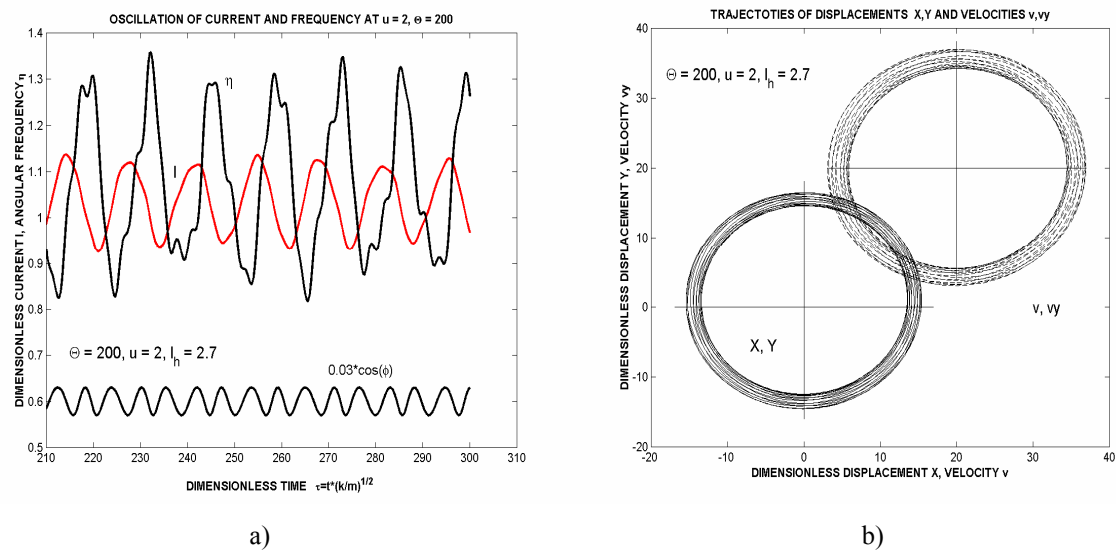 OSCILLATION OF CURRENT AND FREQUENCY AT u = 2, Θ = 200
1.4
1.3
1.2
1.1
1
0.9
0.8
0.7
0.6
0.5
DIMENSIONLESS CURRENT I, ANGULAR FREQUENCY η
η
I
Θ = 200, u = 2, I_h = 2.7
0.03*cos(ϕ)
210 220 230 240 250 260 270 280 290 300 310
DIMENSIONLESS TIME τ=t*(k/m)^1/2
a)
TRAJECTOTIES OF DISPLACEMENTS X,Y AND VELOCITIES v,vy
40
30
20
10
0
-10
-20
DIMENSIONLESS DISPLACEMENT Y, VELOCITY vy
Θ = 200, u = 2, I_h = 2.7
v, vy
X, Y
-20 -10 0 10 20 30 40
DIMENSIONLESS DISPLACEMENT X, VELOCITY v
b)